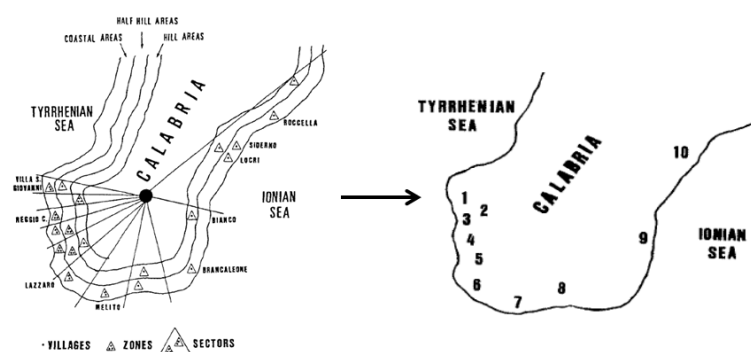 HALF HILL AREAS
COASTAL AREAS
HILL AREAS
TYRRHENIAN
SEA
CALABRIA
ROCCELLA
SIDERNO
LOCRI
VILLA S.
GIOVANNI
IONIAN
SEA
REGGIO C.
BIANCO
BRANCALEONE
LAZZARO
MELITO
VILLAGES
ZONES
SECTORS
TYRRHENIAN
SEA
CALABRIA
IONIAN
SEA
1
2
3
4
5
6
7
8
9
10